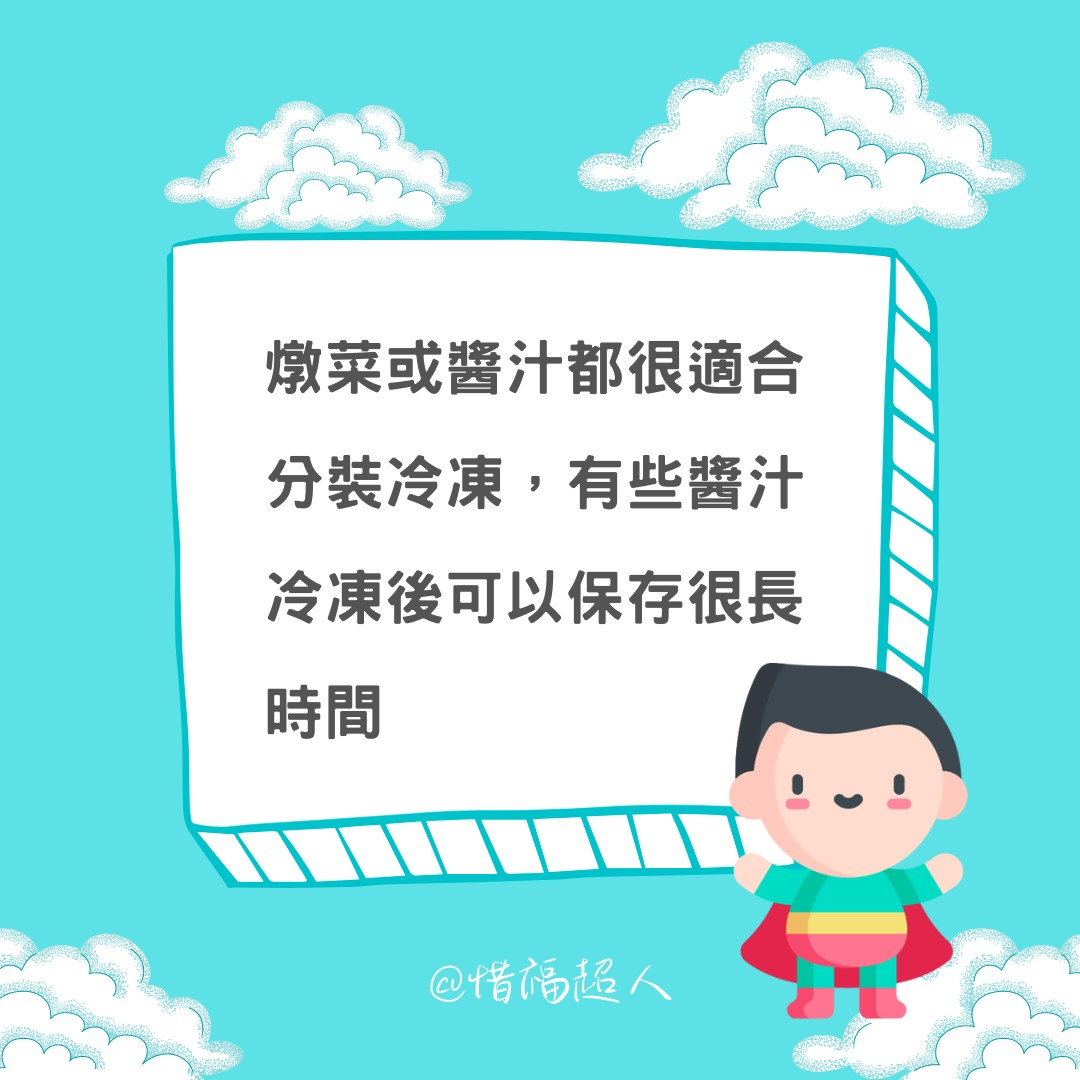 燉菜或醬汁都很適合
分裝冷凍，有些醬汁
冷凍後可以保存很長
時間
@惜福超人